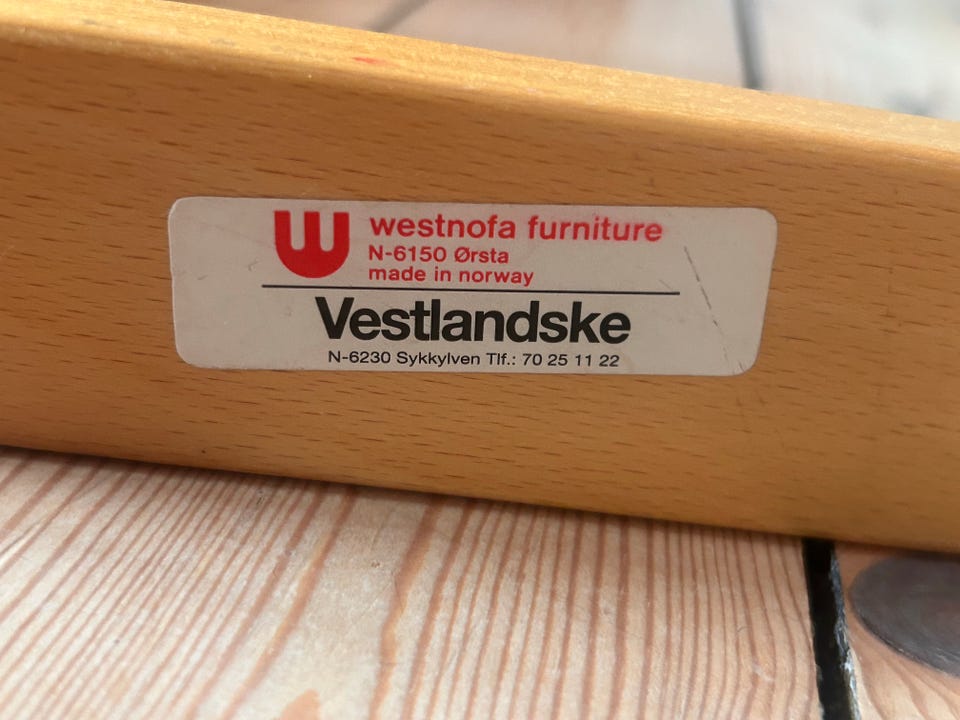 westnofa furniture
N-6150 Ørsta
made in norway
Vestlandske
N-6230 Sykkylven Tlf.: 70 25 11 22